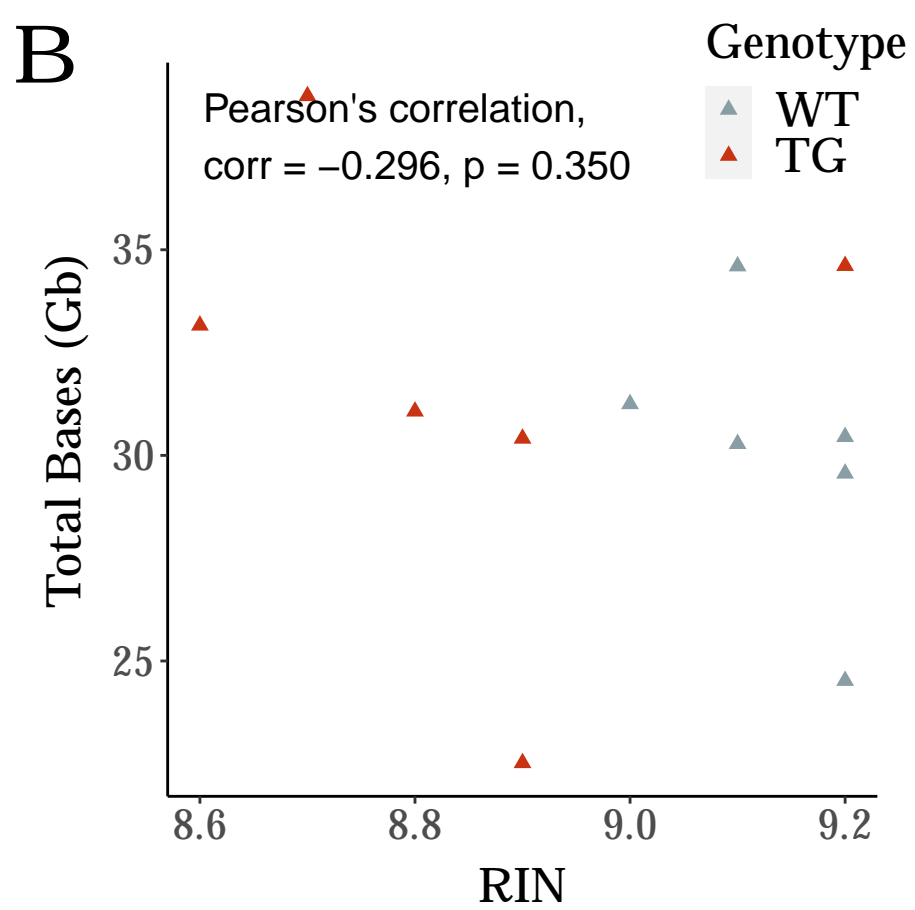 B
Genotype
WT
TG
Pearson's correlation,
corr = −0.296, p = 0.350
Total Bases (Gb)
35
30
25
8.6 8.8 9.0 9.2
RIN